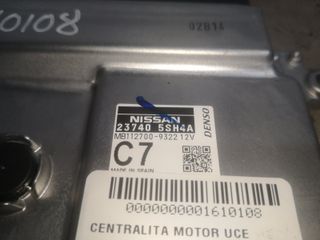 10108
02B14
NISSAN
23740 5SH4A
MB112700-9322 12V
DENSO
C7
MADE IN SPAIN
0000000001610108
CENTRALITA MOTOR UCE